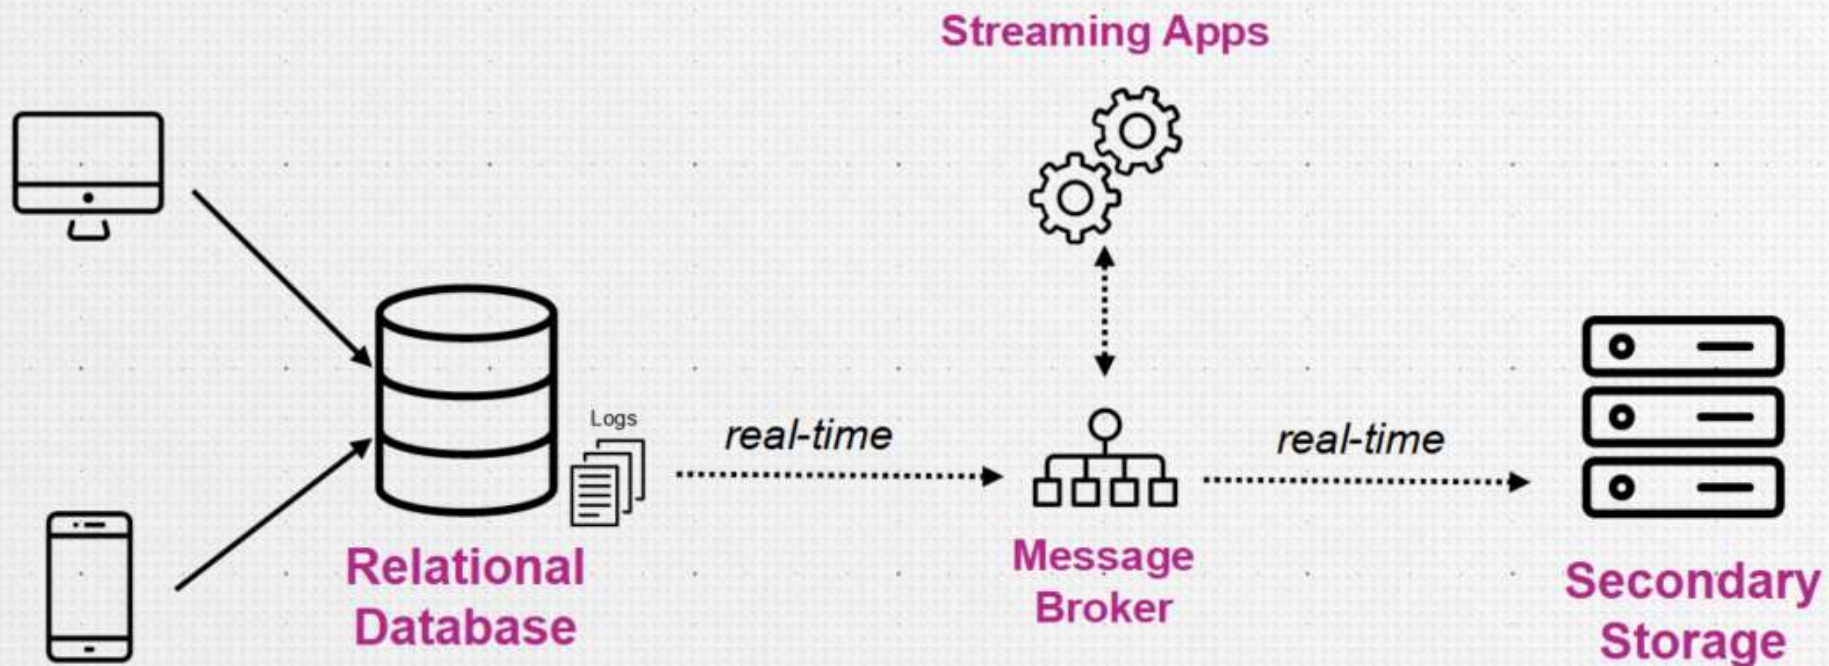 Streaming Apps
Logs
real-time
real-time
Relational
Database
Message
Broker
Secondary
Storage